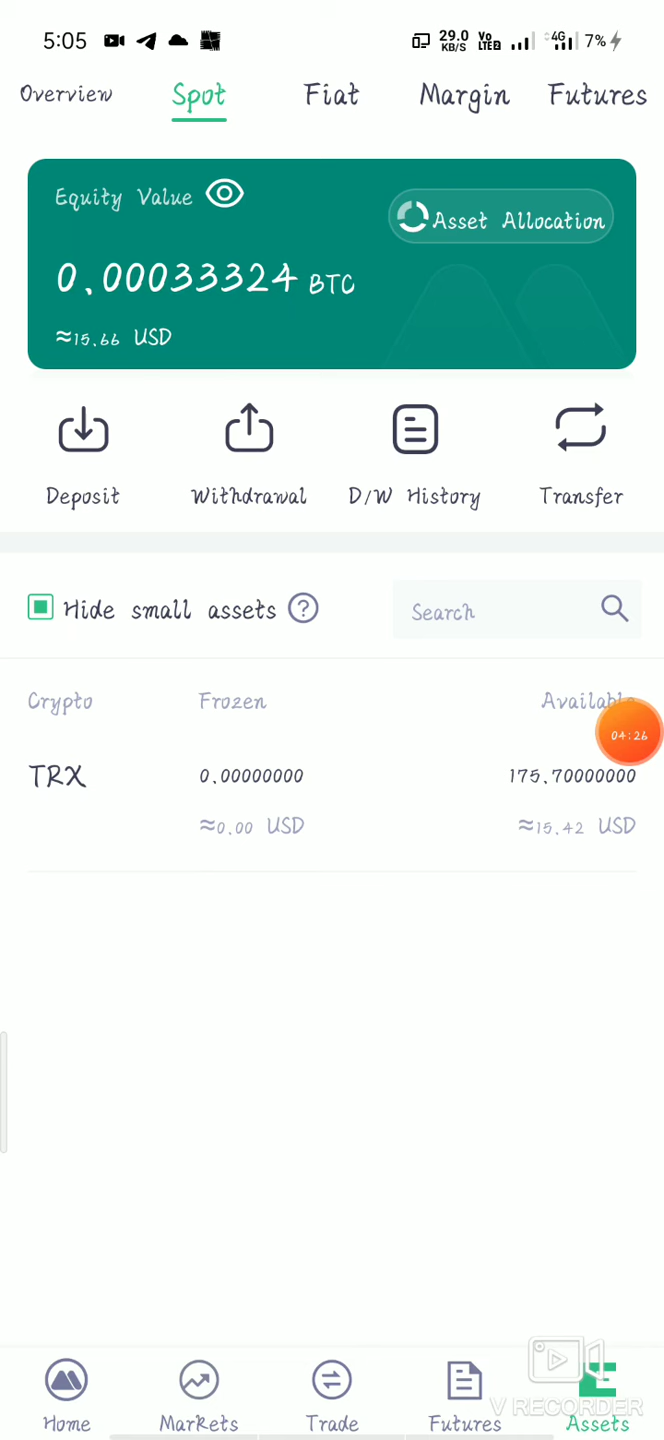 5:05 29.0 KB/S Vo LTE2 4G 7%
Overview Spot Fiat Margin Futures
Equity Value
Asset Allocation
0.00033324 BTC
≈15.66 USD
Deposit Withdrawal D/W History Transfer
Hide small assets ? Search
Crypto Frozen Available
04:26
TRX 0.00000000 175.70000000
≈0.00 USD ≈15.42 USD
V RECORDER
Home Markets Trade Futures Assets